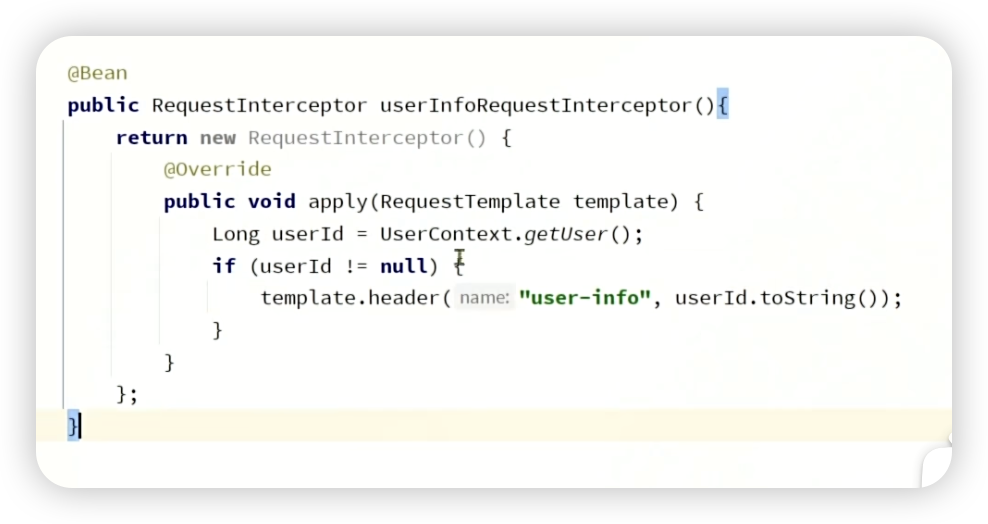 @Bean
public RequestInterceptor userInfoRequestInterceptor(){
    return new RequestInterceptor() {
        @Override
        public void apply(RequestTemplate template) {
            Long userId = UserContext.getUser();
            if (userId != null) {
                template.header( name: "user-info", userId.toString());
            }
        }
    };
}